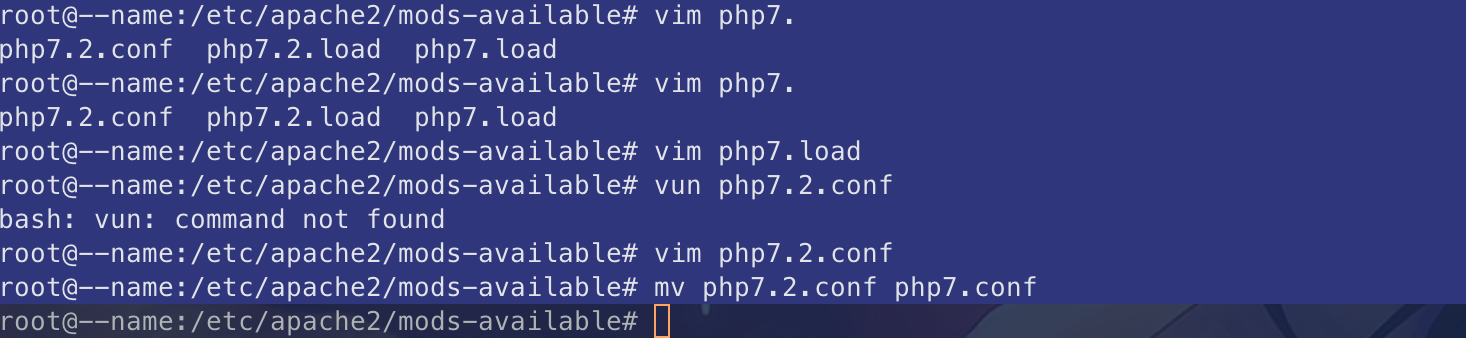 root@--name:/etc/apache2/mods-available# vim php7.
php7.2.conf  php7.2.load  php7.load
root@--name:/etc/apache2/mods-available# vim php7.
php7.2.conf  php7.2.load  php7.load
root@--name:/etc/apache2/mods-available# vim php7.load
root@--name:/etc/apache2/mods-available# vun php7.2.conf
bash: vun: command not found
root@--name:/etc/apache2/mods-available# vim php7.2.conf
root@--name:/etc/apache2/mods-available# mv php7.2.conf php7.conf
root@--name:/etc/apache2/mods-available#